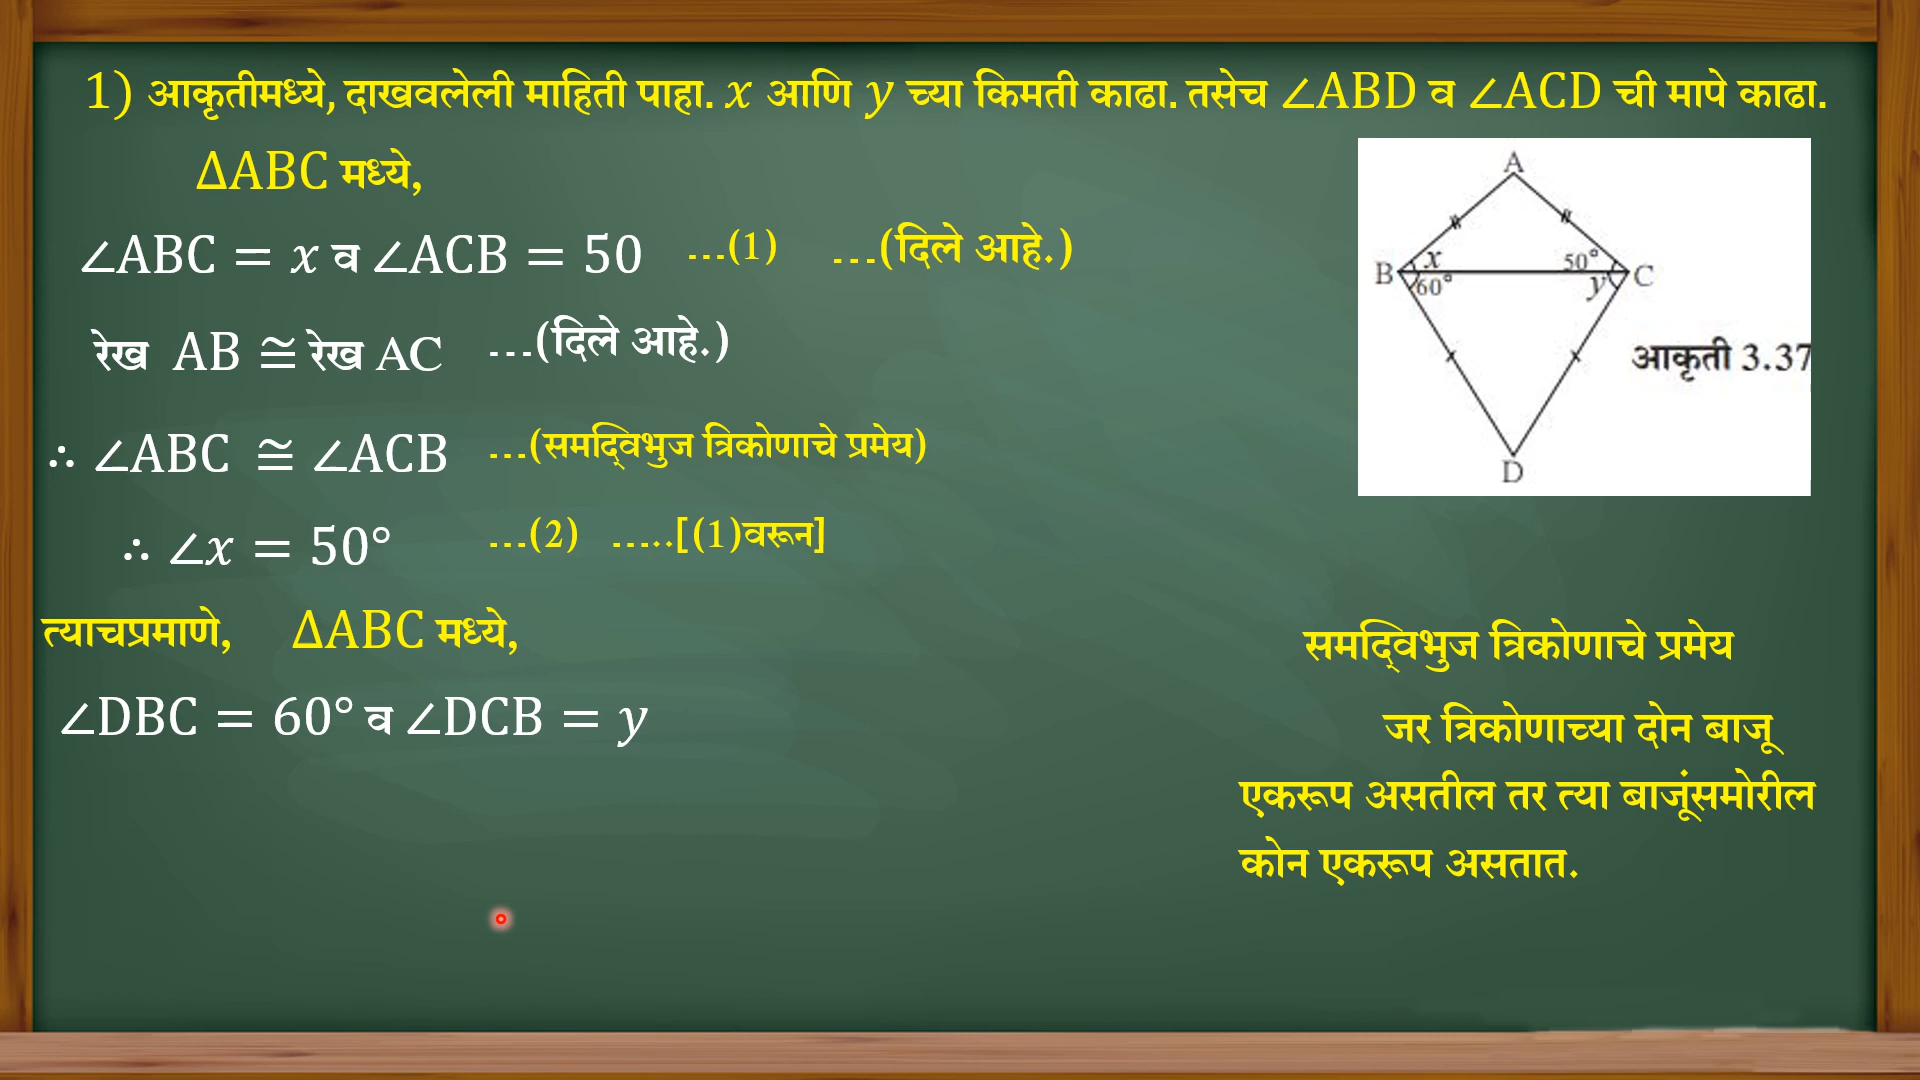 1) आकृतीमध्ये, दाखवलेली माहिती पाहा. x आणि y च्या किमती काढा. तसेच ∠ABD व ∠ACD ची मापे काढा.
ΔABC मध्ये,
∠ABC = x व ∠ACB = 50 ---(1) ---(दिले आहे.)
रेख AB ≅ रेख AC ---(दिले आहे.)
∴ ∠ABC ≅ ∠ACB ---(समद्विभुज त्रिकोणाचे प्रमेय)
∴ ∠x = 50° ---(2) ---..[(1)वरून]
त्याचप्रमाणे, ΔABC मध्ये,
∠DBC = 60° व ∠DCB = y
A
B x 50° C
60° y
आकृती 3.37
D
समद्विभुज त्रिकोणाचे प्रमेय
जर त्रिकोणाच्या दोन बाजू
एकरूप असतील तर त्या बाजूंसमोरील
कोन एकरूप असतात.